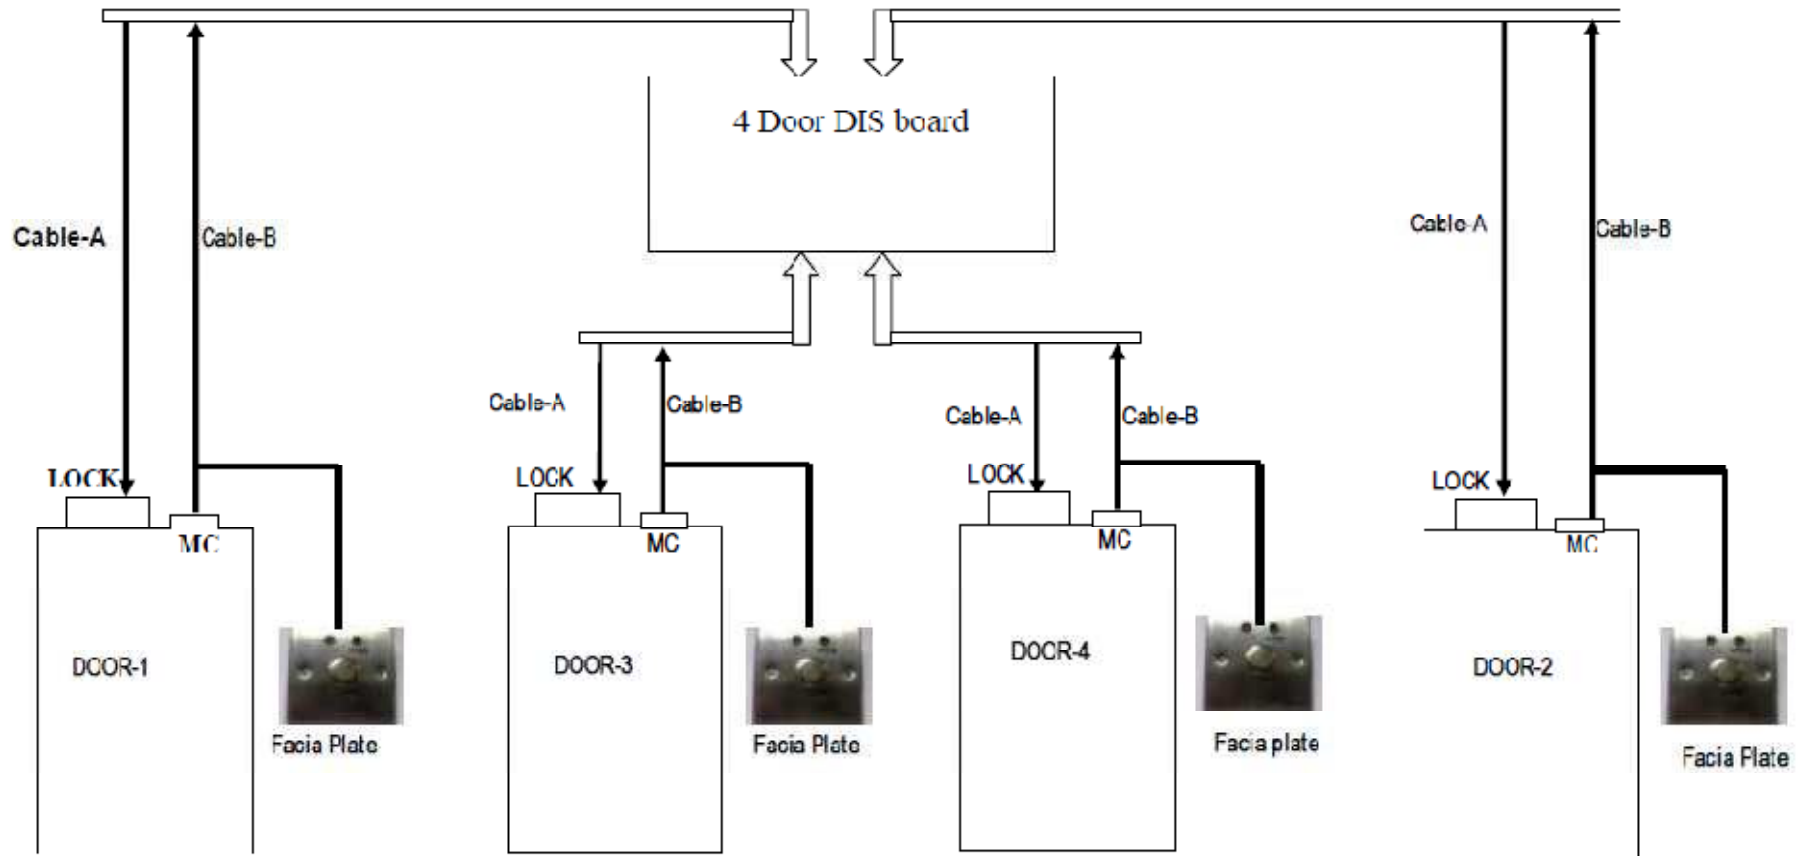 4 Door DIS board
Cable-A
Cable-B
Cable-A
Cable-B
Cable-A
Cable-B
Cable-A
Cable-B
LOCK
MC
LOCK
MC
LOCK
MC
LOCK
MC
DOOR-1
DOOR-3
DOOR-4
DOOR-2
Facia Plate
Facia Plate
Facia plate
Facia Plate